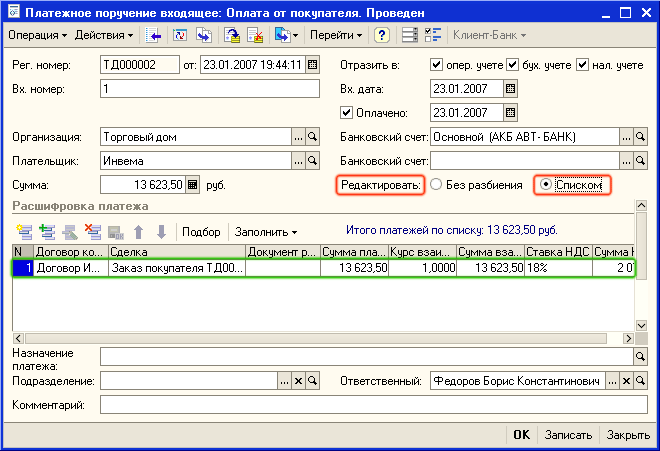 Платежное поручение входящее: Оплата от покупателя. Проведен
Операция Действия Перейти Клиент-Банк
Рег. номер: ТД000002 от: 23.01.2007 19:44:11 Отразить в: опер. учете бух. учете нал. учете
Вх. номер: 1 Вх. дата: 23.01.2007
Оплачено: 23.01.2007
Организация: Торговый дом Банковский счет: Основной (АКБ АВТ- БАНК)
Плательщик: Инвема Банковский счет:
Сумма: 13 623,50 руб. Редактировать: Без разбиения Списком
Расшифровка платежа
Подбор Заполнить Итого платежей по списку: 13 623,50 руб.
N Договор ко... Сделка Документ р... Сумма пла... Курс взаи... Сумма вза... Ставка НДС Сумма Н
1 Договор И... Заказ покупателя ТД00... 13 623,50 1,0000 13 623,50 18% 2 0
Назначение
платежа:
Подразделение: Ответственный: Федоров Борис Константинович
Комментарий:
OK Записать Закрыть